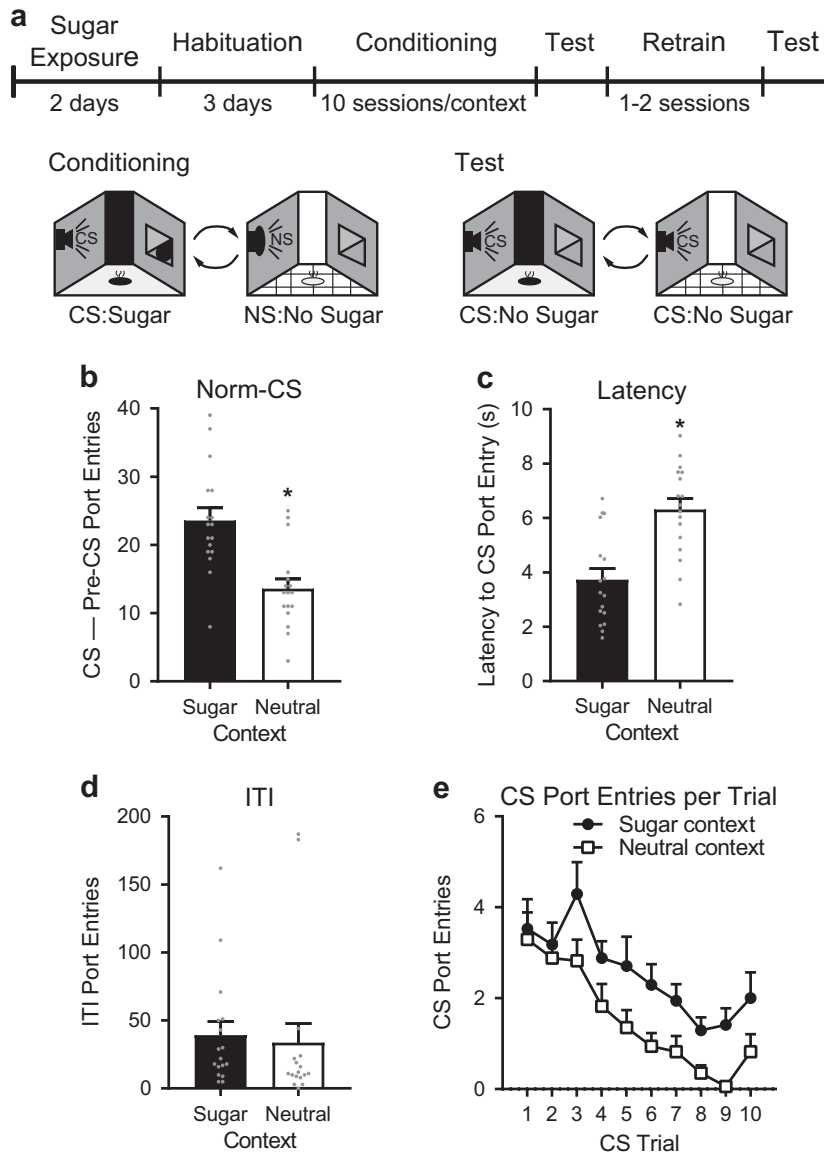 a
Sugar
Exposure
Habituation
Conditioning
Test
Retrain
Test
2 days
3 days
10 sessions/context
1-2 sessions
Conditioning
Test
CS
NS
CS
CS
CS:Sugar
NS:No Sugar
CS:No Sugar
CS:No Sugar
b
Norm-CS
CS — Pre-CS Port Entries
40
30
20
10
0
*
Sugar
Neutral
Context
c
Latency
Latency to CS Port Entry (s)
10
8
6
4
2
0
*
Sugar
Neutral
Context
d
ITI
ITI Port Entries
200
150
100
50
0
Sugar
Neutral
Context
e
CS Port Entries per Trial
Sugar context
Neutral context
CS Port Entries
6
4
2
0
1 2 3 4 5 6 7 8 9 10
CS Trial